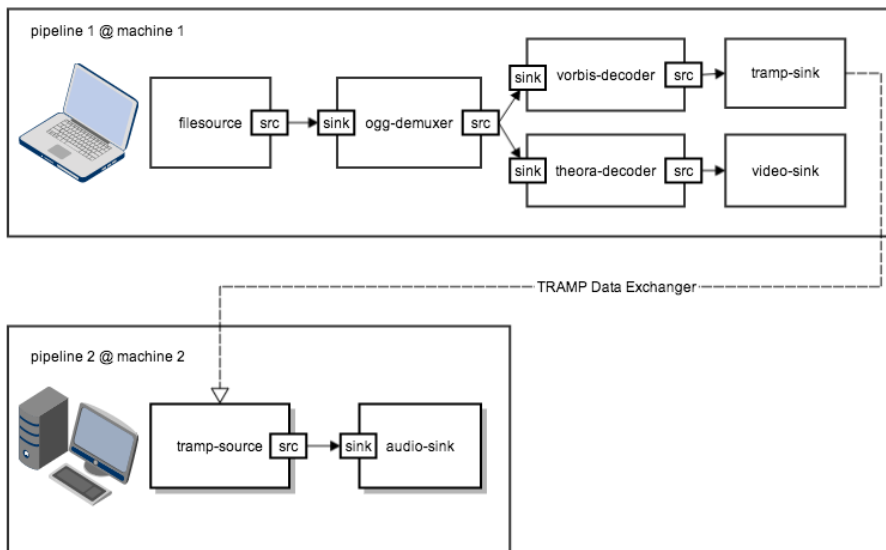 pipeline 1 @ machine 1
filesource
src
sink
ogg-demuxer
src
sink
vorbis-decoder
src
tramp-sink
sink
theora-decoder
src
video-sink
TRAMP Data Exchanger
pipeline 2 @ machine 2
tramp-source
src
sink
audio-sink